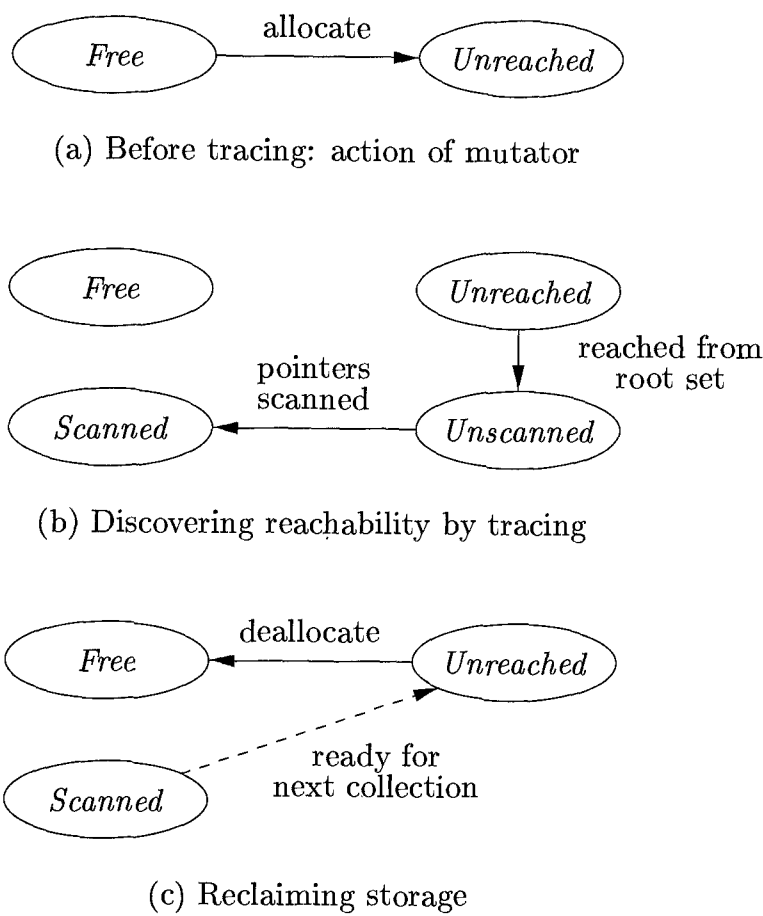 allocate
Free
Unreached
(a) Before tracing: action of mutator
Free
Unreached
reached from
root set
pointers
scanned
Scanned
Unscanned
(b) Discovering reachability by tracing
deallocate
Free
Unreached
ready for
next collection
Scanned
(c) Reclaiming storage